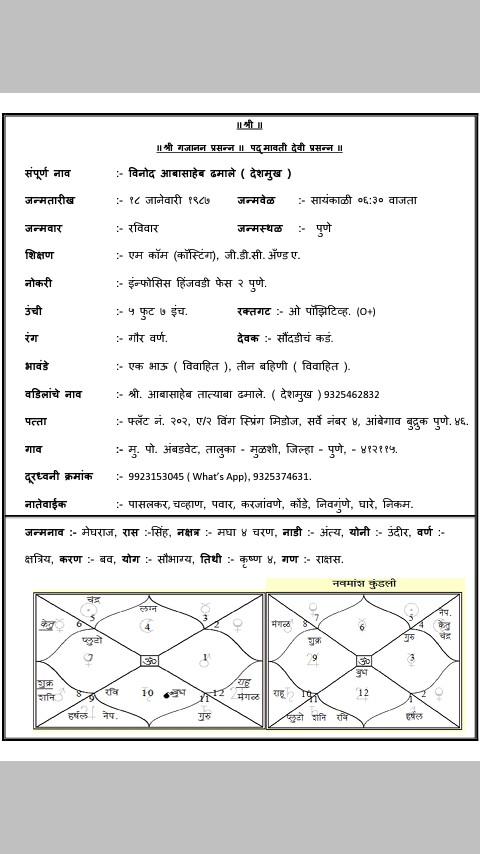 ॥ श्री ॥
॥ श्री गजानन प्रसन्न ॥ पद्मावती देवी प्रसन्न ॥
संपूर्ण नाव :- विनोद आबासाहेब ढमाले ( देशमुख )
जन्मतारीख :- १८ जानेवारी १९८७ जन्मवेळ :- सायंकाळी ०६:३० वाजता
जन्मवार :- रविवार जन्मस्थळ :- पुणे
शिक्षण :- एम कॉम (कॉस्टिंग), जी.डी.सी. अँण्ड ए.
नोकरी :- इंन्फोसिस हिंजवडी फेस २ पुणे.
उंची :- ५ फुट ७ इंच. रक्तगट :- ओ पॉझिटिव्ह. (O+)
रंग :- गौर वर्ण. देवक :- सौंदडीचं कडं.
भावंडे :- एक भाऊ ( विवाहित ), तीन बहिणी ( विवाहित ).
वडिलांचे नाव :- श्री. आबासाहेब तात्याबा ढमाले. ( देशमुख ) 9325462832
पत्ता :- फ्लॅट नं. २०२, ए/२ विंग स्प्रिंग मिडोज, सर्वे नंबर ४, आंबेगाव बुद्रुक पुणे. ४६.
गाव :- मु. पो. अंबडवेट, तालुका - मुळशी, जिल्हा - पुणे, - ४१२११५.
दूरध्वनी क्रमांक :- 9923153045 ( What's App), 9325374631.
नातेवाईक :- पासलकर, चव्हाण, पवार, करजांवणे, कोंडे, निवगुंणे, घारे, निकम.
जन्मनाव :- मेघराज, रास :-सिंह, नक्षत्र :- मघा ४ चरण, नाडी :- अंत्य, योनी :- उंदीर, वर्ण :-
क्षत्रिय, करण :- बव, योग :- सौभाग्य, तिथी :- कृष्ण ४, गण :- राक्षस.
नवमांश कुंडली
चंद्र लग्न 5 4 3 2 केतु 6
प्लुटो 7 ॐ 1
शुक्र शनि 8 9 रवि 10 बुध 11 12 राहू मंगळ
हर्षल नेप. गुरु
मंगळ 8 7 6 5 4 नेप. केतु चंद्र
शुक्र 9 ॐ गुरु 3
बुध
राहू 10 11 12 1 2
प्लुटो शनि रवि हर्षल